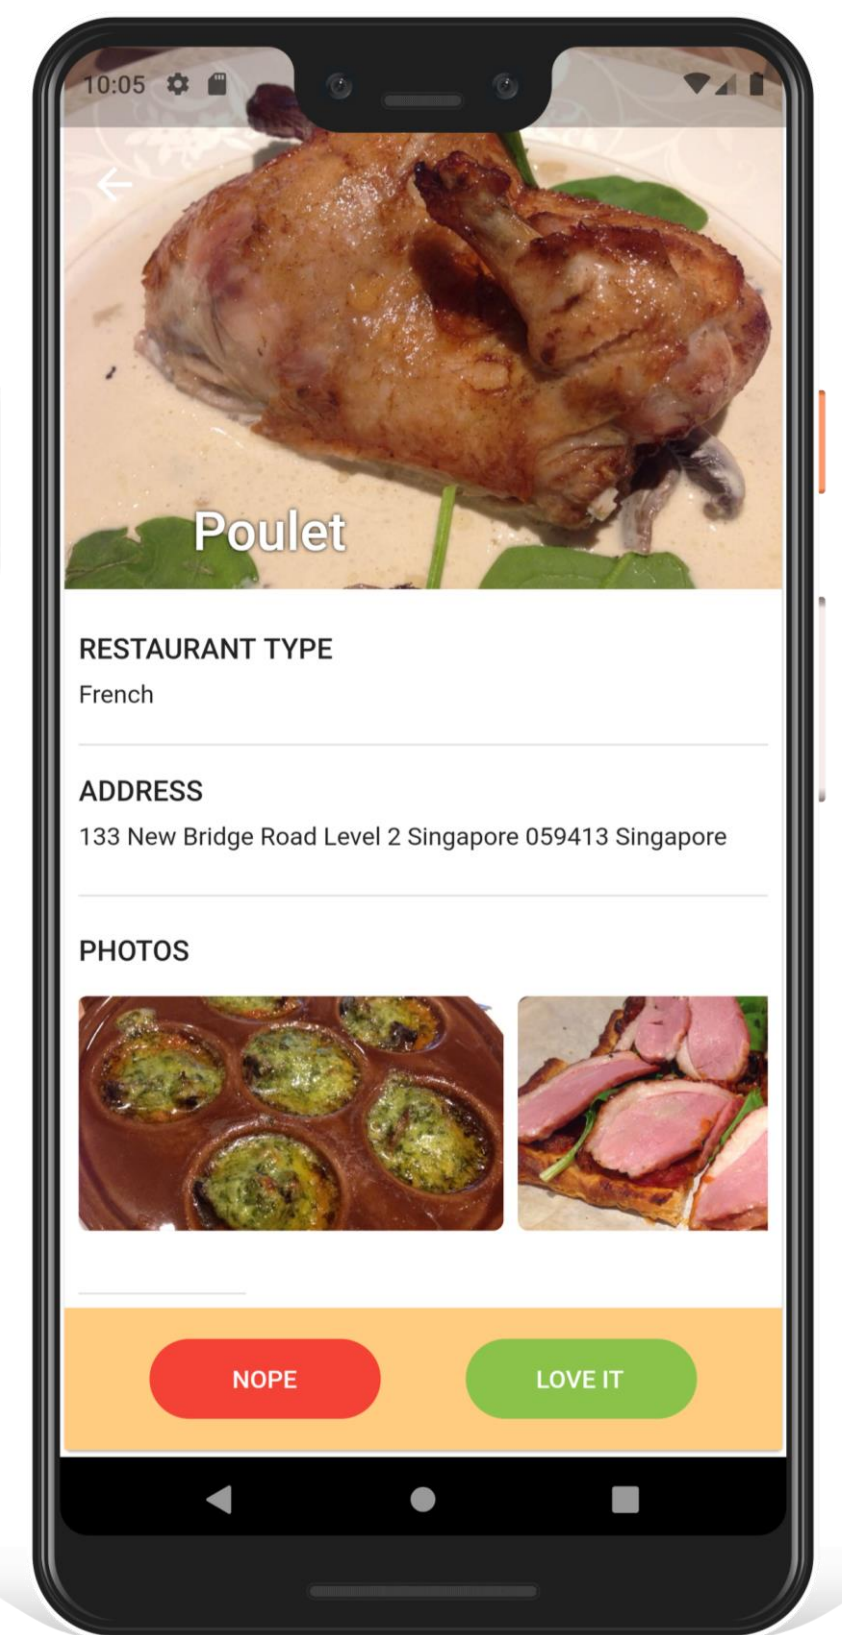 10:05
Poulet
RESTAURANT TYPE
French
ADDRESS
133 New Bridge Road Level 2 Singapore 059413 Singapore
PHOTOS
NOPE
LOVE IT